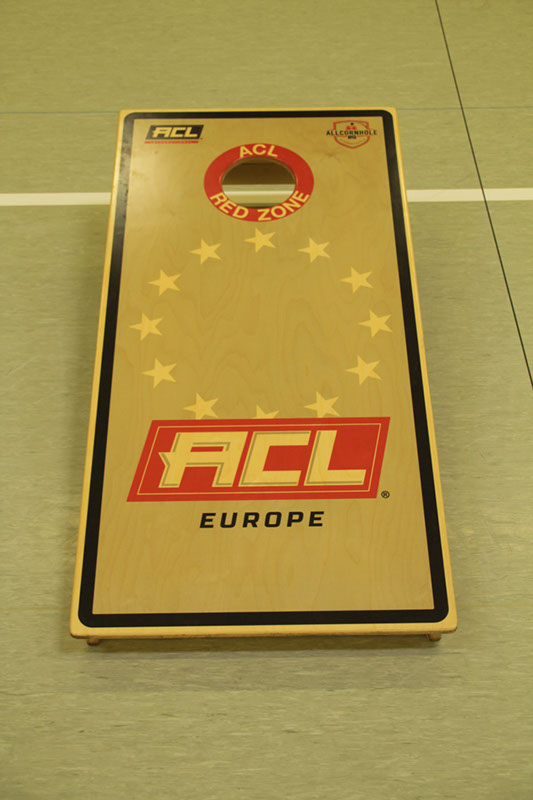 ACL
ALLCORNHOLE
ACL
RED ZONE
ACL®
EUROPE